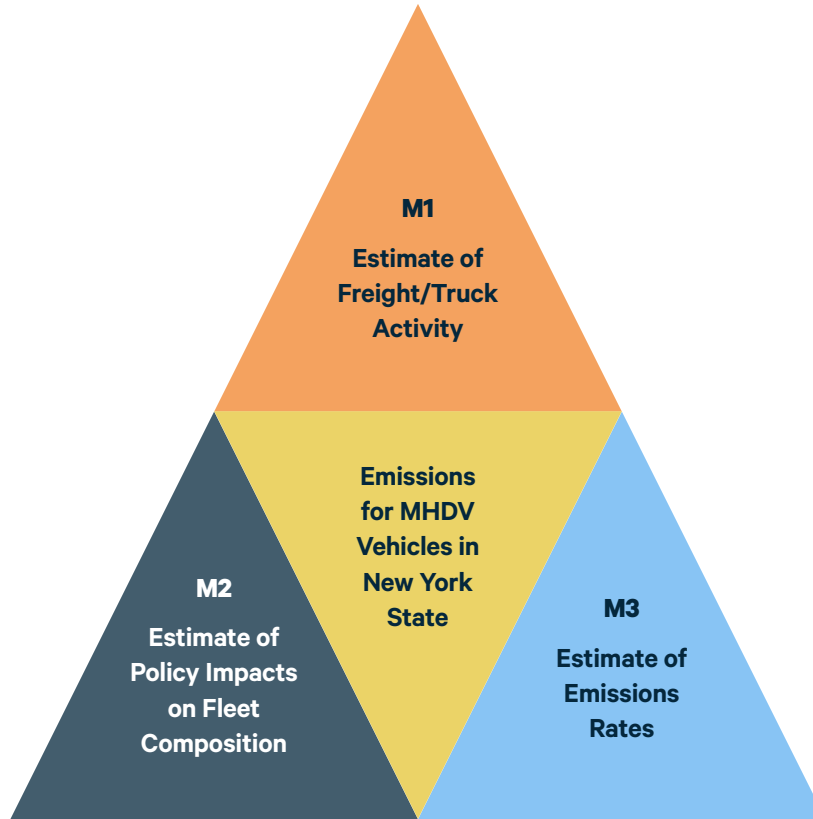 M1
Estimate of
Freight/Truck
Activity
Emissions
for MHDV
Vehicles in
New York
State
M2
Estimate of
Policy Impacts
on Fleet
Composition
M3
Estimate of
Emissions
Rates